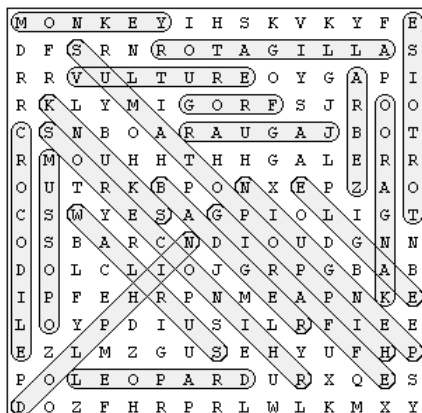 M O N K E Y I H S K V K Y F E
D F S R N R O T A G I L L A S
R R V U L T U R E O Y G A P I
R K L Y M I G O R F S J R O O
C S N B O A R A U G A J B O T
R M O U H H T H H G A L E R R
O U T R K B P O N X E P Z A O
C S W Y E S A G P I O L I G T
O S B A R C N D I O U D G N N
D O L C L I O J G R P G B A B
I P F E H R P N M E A P N K E
L O Y P D I U S I L R F I E E
E Z L M Z G U S E H Y U F H P
P O L E O P A R D U R X Q E S
D O Z F H R P R L W L K M X Y